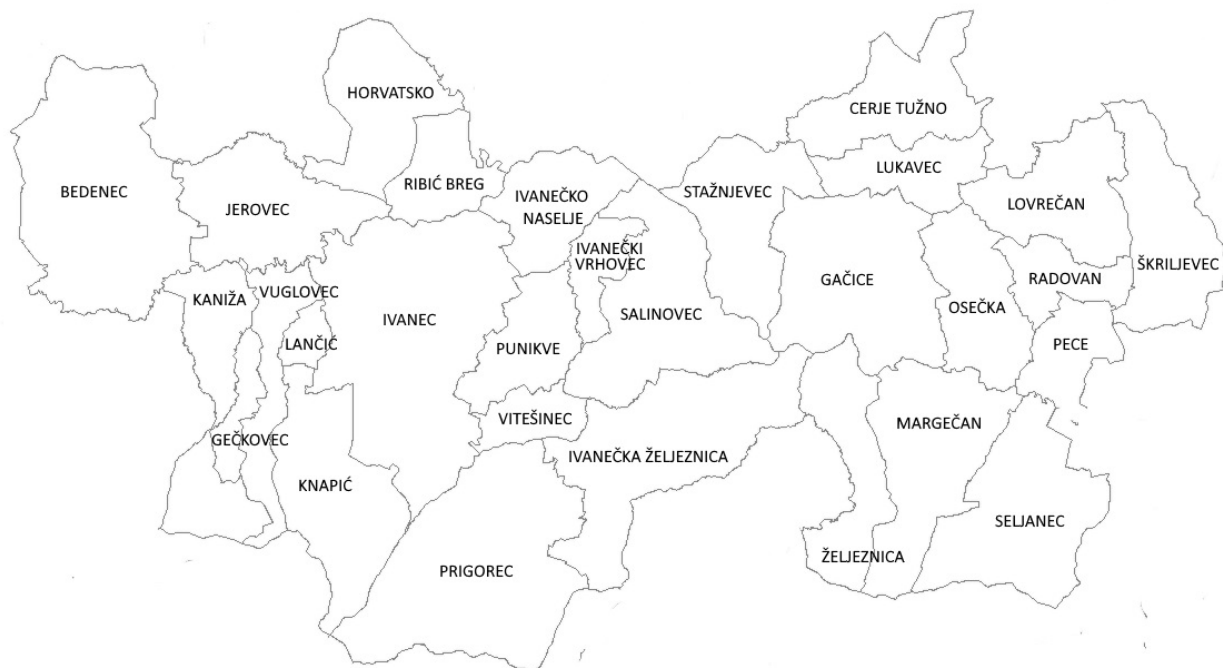 HORVATSKO
CERJE TUŽNO
RIBIĆ BREG
LUKAVEC
BEDENEC
JEROVEC
IVANEČKO
NASELJE
STAŽNJEVEC
LOVREČAN
IVANEČKI
VRHOVEC
ŠKRILJEVEC
KANIŽA
VUGLOVEC
GAČICE
RADOVAN
IVANEC
SALINOVEC
OSEČKA
LANČIĆ
PUNIKVE
PECE
VITEŠINEC
MARGEČAN
GEČKOVEC
IVANEČKA ŽELJEZNICA
KNAPIĆ
SELJANEC
ŽELJEZNICA
PRIGOREC